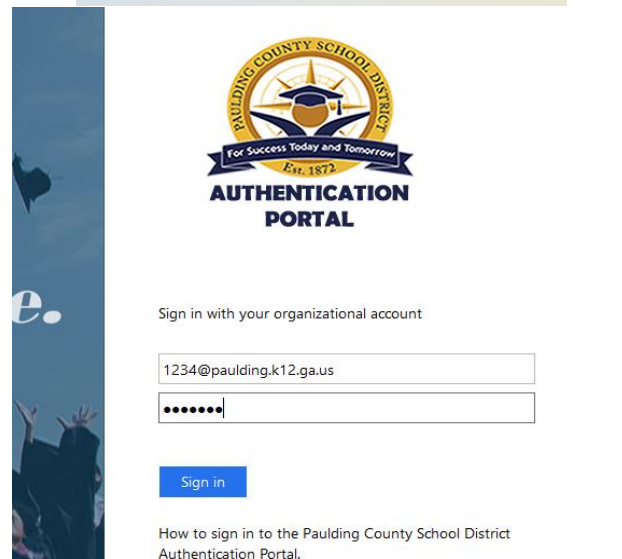 PAULDING COUNTY SCHOOL DISTRICT
For Success Today and Tomorrow
Est. 1872
AUTHENTICATION
PORTAL
e.
Sign in with your organizational account
1234@paulding.k12.ga.us
•••••••
Sign in
How to sign in to the Paulding County School District
Authentication Portal.